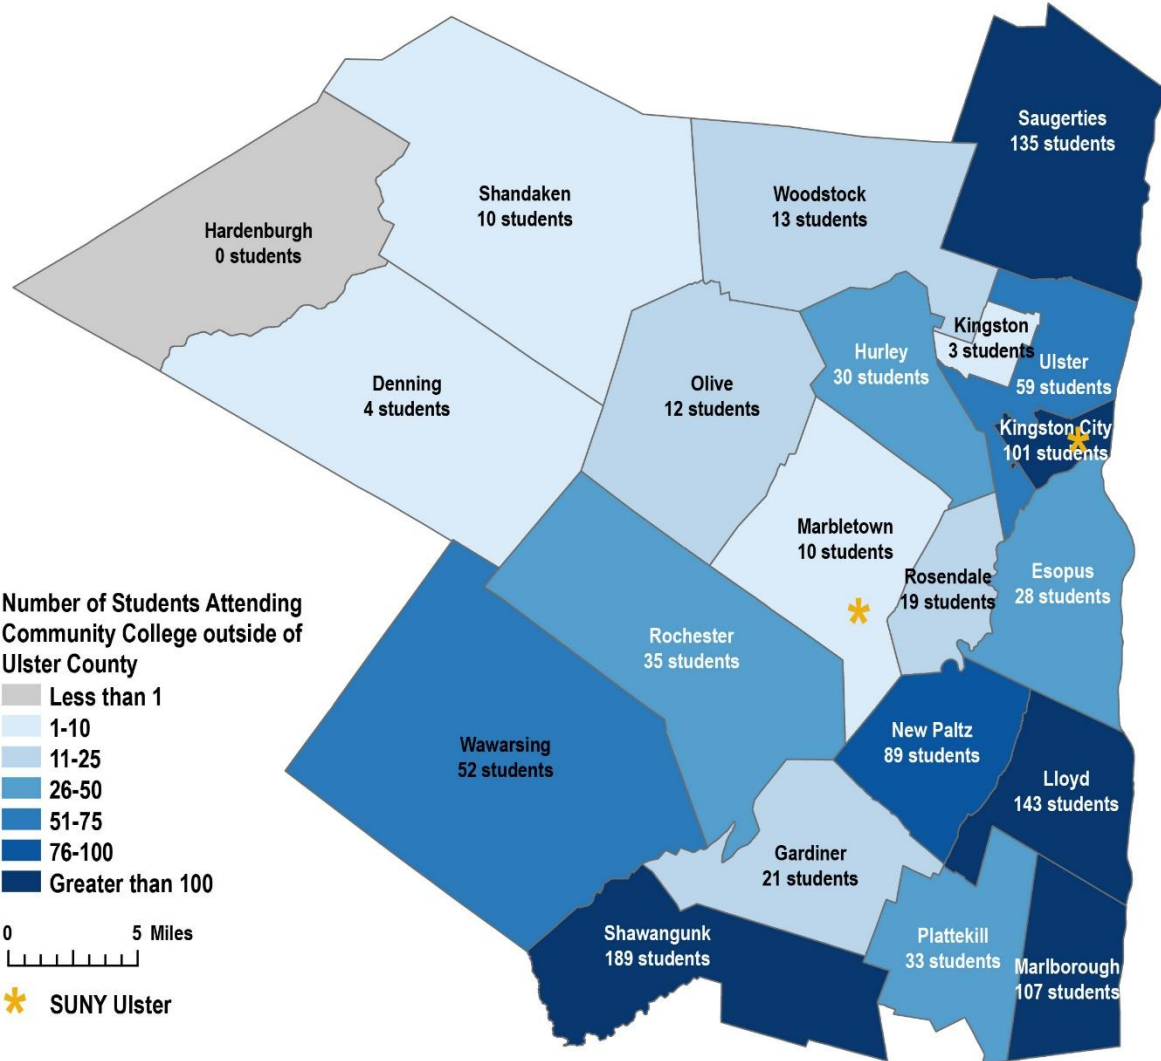 Saugerties
135 students
Shandaken
10 students
Woodstock
13 students
Hardenburgh
0 students
Kingston
3 students
Hurley
30 students
Ulster
59 students
Denning
4 students
Olive
12 students
Kingston City
101 students
Marbletown
10 students
Rosendale
19 students
Esopus
28 students
Rochester
35 students
New Paltz
89 students
Wawarsing
52 students
Lloyd
143 students
Gardiner
21 students
Shawangunk
189 students
Plattekill
33 students
Marlborough
107 students
Number of Students Attending
Community College outside of
Ulster County
Less than 1
1-10
11-25
26-50
51-75
76-100
Greater than 100
0 5 Miles
SUNY Ulster